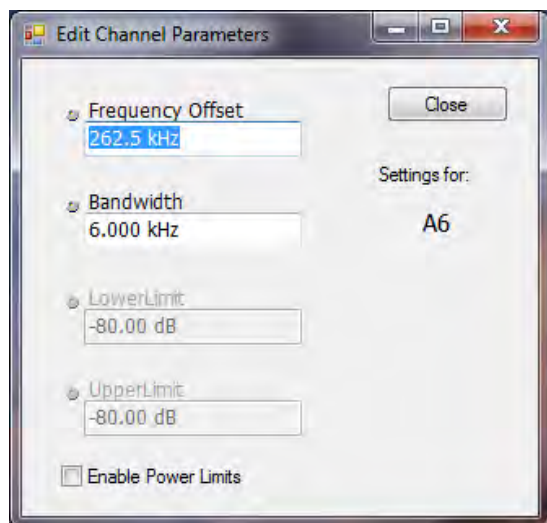 Edit Channel Parameters
Frequency Offset
262.5 kHz
Close
Settings for:
Bandwidth
6.000 kHz
A6
LowerLimit
-80.00 dB
UpperLimit
-80.00 dB
Enable Power Limits